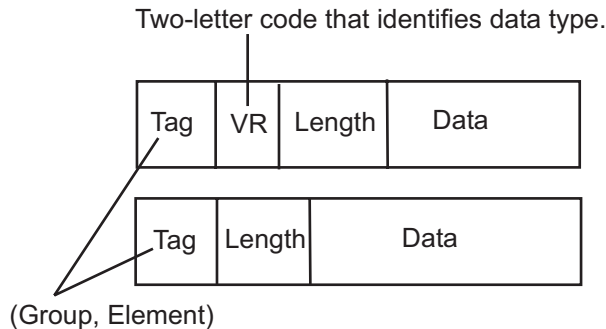 Two-letter code that identifies data type.
Tag VR Length Data
Tag Length Data
(Group, Element)